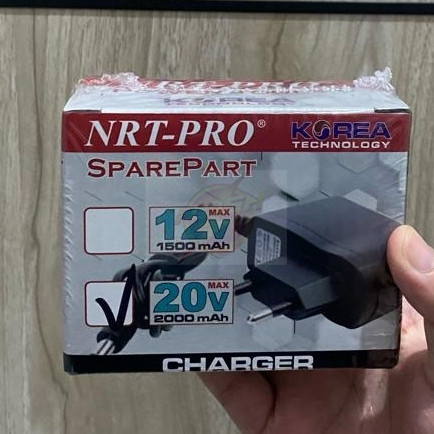 NRT-PRO®
KOREA
TECHNOLOGY
SPAREPART
12V MAX
1500 mAh
20V MAX
2000 mAh
CHARGER